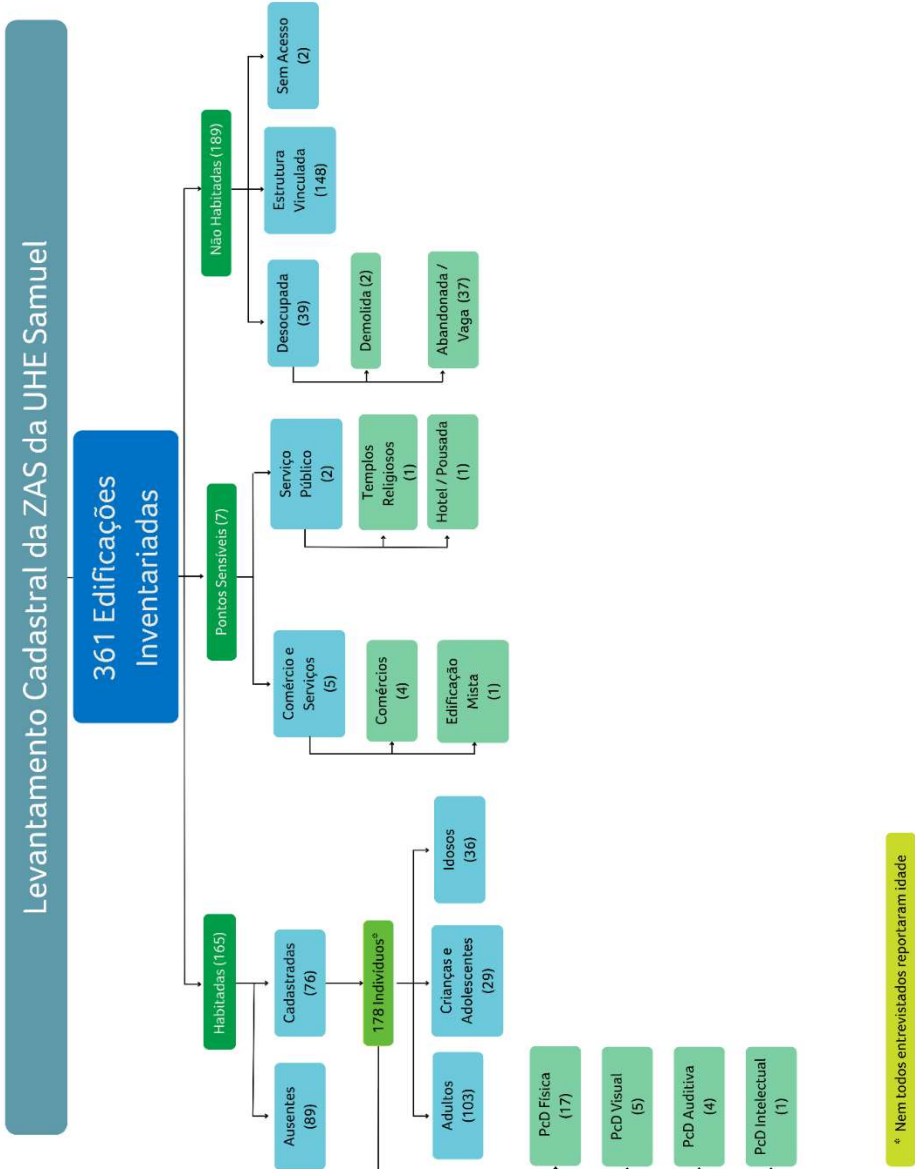 Levantamento Cadastral da ZAS da UHE Samuel
361 Edificações
Inventariadas
Habitadas (165)
Ausentes
(89)
Cadastradas
(76)
178 Indivíduos*
Adultos
(103)
Crianças e
Adolescentes
(29)
Idosos
(36)
PcD Física
(17)
PcD Visual
(5)
PcD Auditiva
(4)
PcD Intelectual
(1)
Pontos Sensíveis (7)
Comércio e
Serviços
(5)
Comércios
(4)
Edificação
Mista
(1)
Serviço
Público
(2)
Templos
Religiosos
(1)
Hotel / Pousada
(1)
Não Habitadas (189)
Desocupada
(39)
Demolida (2)
Abandonada /
Vaga (37)
Estrutura
Vinculada
(148)
Sem Acesso
(2)
* Nem todos entrevistados reportaram idade